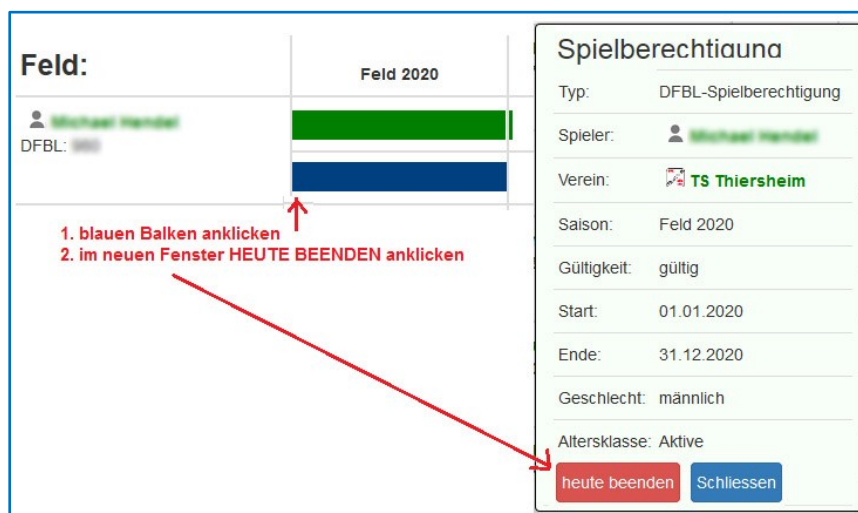 Feld:
Feld 2020
DFBL:
1. blauen Balken anklicken
2. im neuen Fenster HEUTE BEENDEN anklicken
Spielberechtigung
Typ: DFBL-Spielberechtigung
Spieler:
Verein: TS Thiersheim
Saison: Feld 2020
Gültigkeit: gültig
Start: 01.01.2020
Ende: 31.12.2020
Geschlecht: männlich
Altersklasse: Aktive
heute beenden Schliessen